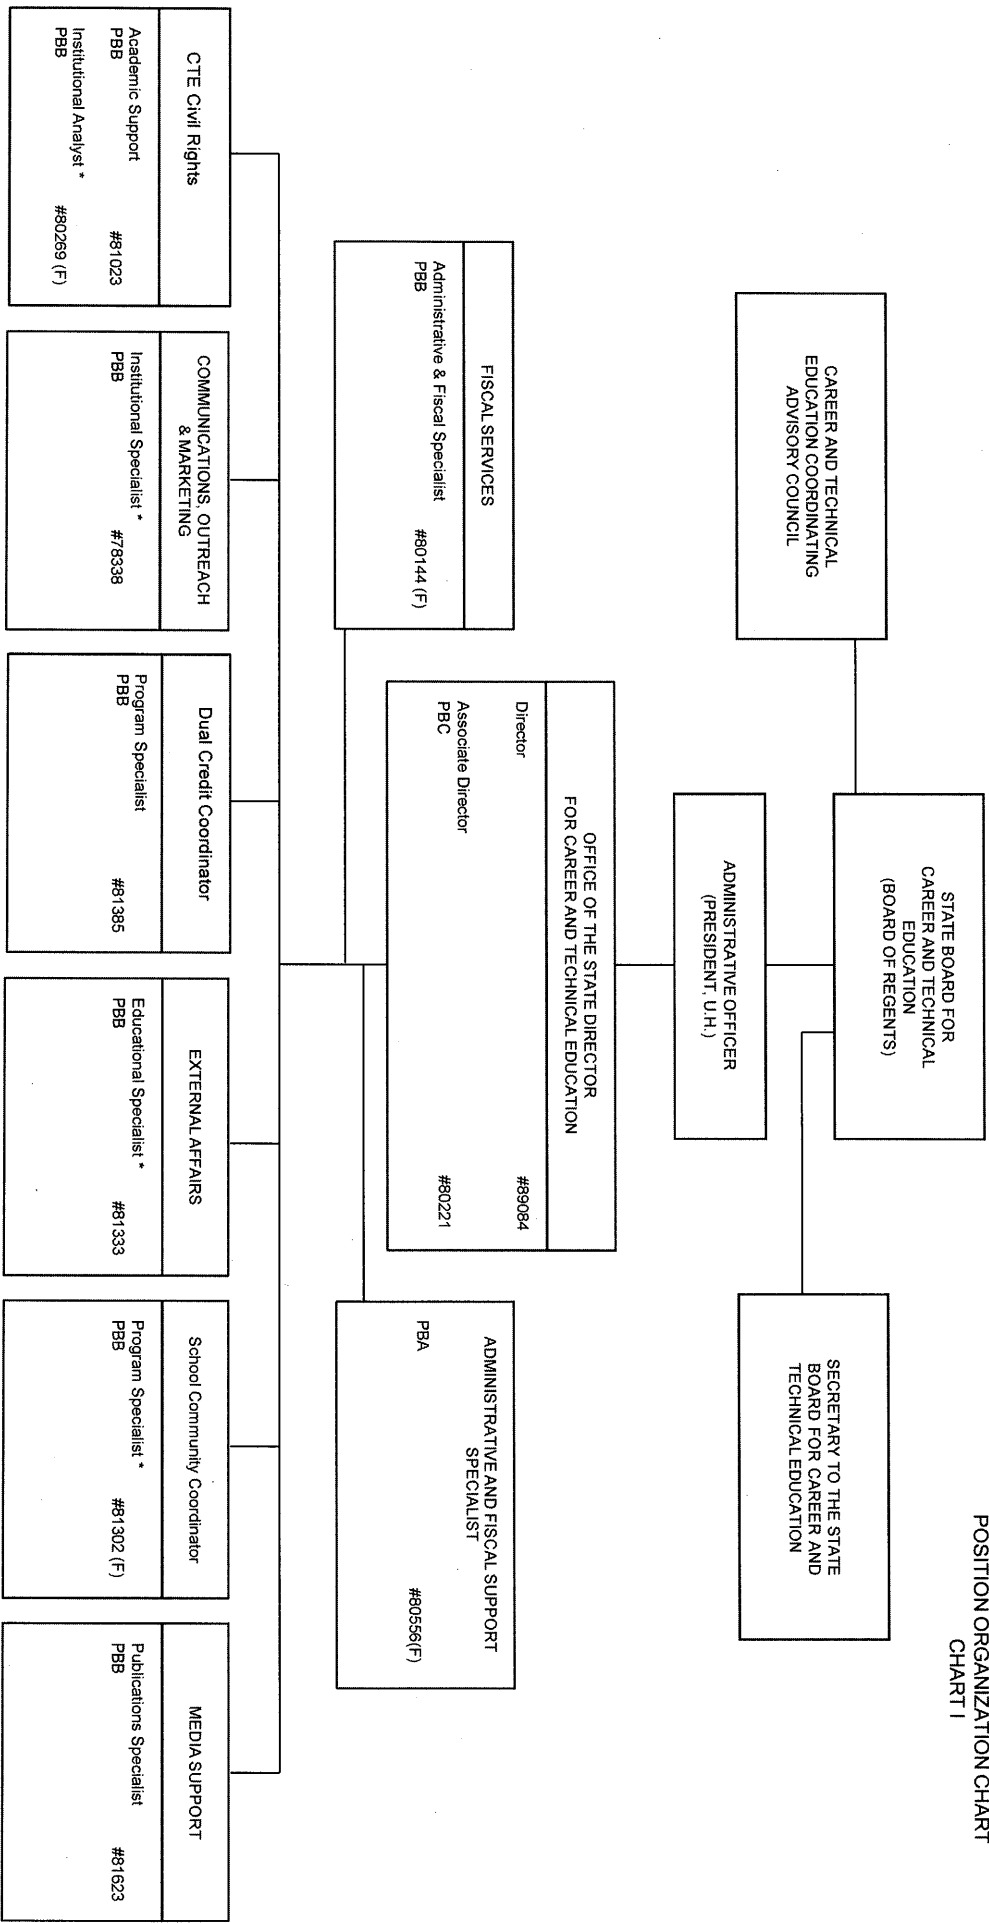 POSITION ORGANIZATION CHART
CHART I
STATE BOARD FOR
CAREER AND TECHNICAL
EDUCATION
(BOARD OF REGENTS)
CAREER AND TECHNICAL
EDUCATION COORDINATING
ADVISORY COUNCIL
SECRETARY TO THE STATE
BOARD FOR CAREER AND
TECHNICAL EDUCATION
ADMINISTRATIVE OFFICER
(PRESIDENT, U.H.)
OFFICE OF THE STATE DIRECTOR
FOR CAREER AND TECHNICAL EDUCATION
Director #89084
Associate Director
PBC #80221
FISCAL SERVICES
Administrative & Fiscal Specialist
PBB #80144 (F)
ADMINISTRATIVE AND FISCAL SUPPORT
SPECIALIST
PBA #80556(F)
CTE Civil Rights
Academic Support
PBB #81023
Institutional Analyst *
PBB #80269 (F)
COMMUNICATIONS, OUTREACH
& MARKETING
Institutional Specialist *
PBB #78338
Dual Credit Coordinator
Program Specialist
PBB #81385
EXTERNAL AFFAIRS
Educational Specialist *
PBB #81333
School Community Coordinator
Program Specialist *
PBB #81302 (F)
MEDIA SUPPORT
Publications Specialist
PBB #81623